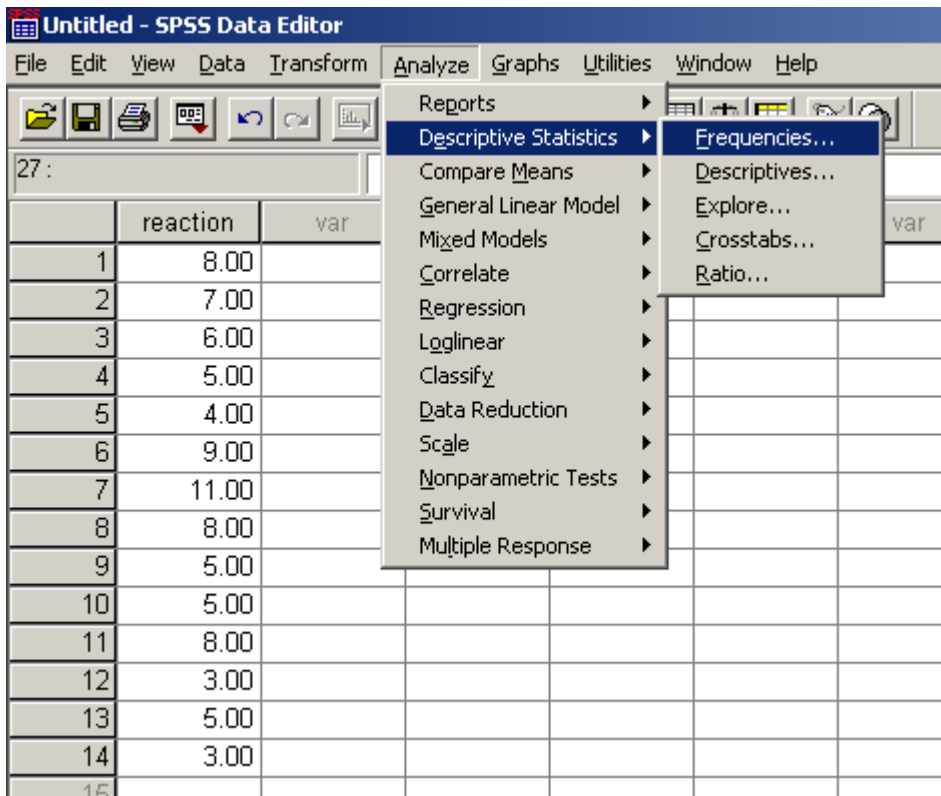 SPSS
Untitled - SPSS Data Editor
File Edit View Data Transform Analyze Graphs Utilities Window Help
27 :
Reports
Descriptive Statistics
Compare Means
General Linear Model
Mixed Models
Correlate
Regression
Loglinear
Classify
Data Reduction
Scale
Nonparametric Tests
Survival
Multiple Response
Frequencies...
Descriptives...
Explore...
Crosstabs...
Ratio...
reaction var var
1 8.00
2 7.00
3 6.00
4 5.00
5 4.00
6 9.00
7 11.00
8 8.00
9 5.00
10 5.00
11 8.00
12 3.00
13 5.00
14 3.00
15